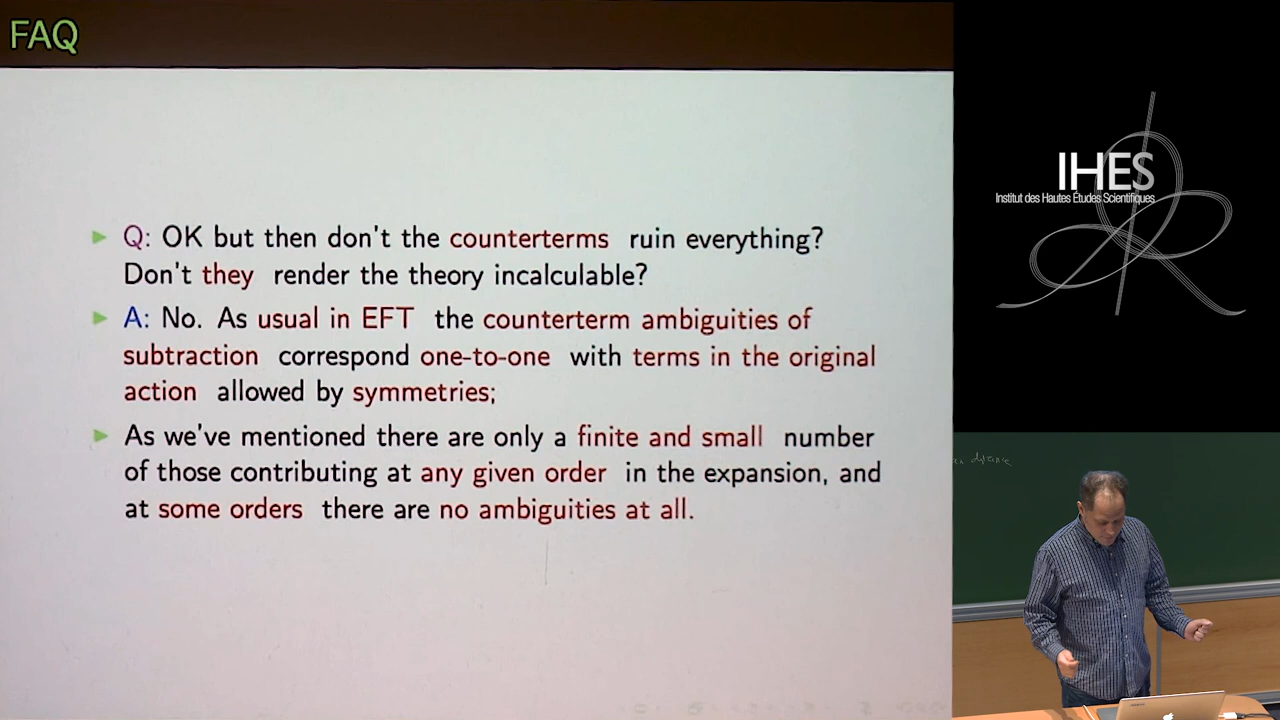 FAQ
Q: OK but then don't the counterterms ruin everything?
Don't they render the theory incalculable?
A: No. As usual in EFT the counterterm ambiguities of
subtraction correspond one-to-one with terms in the original
action allowed by symmetries;
As we've mentioned there are only a finite and small number
of those contributing at any given order in the expansion, and
at some orders there are no ambiguities at all.
IHES
Institut des Hautes Études Scientifiques